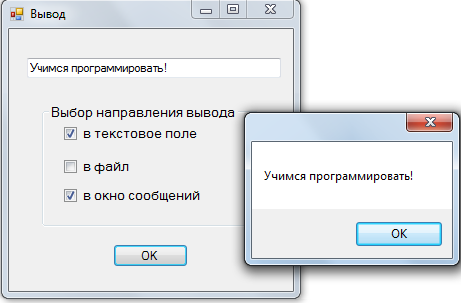 Вывод
Учимся программировать!
Выбор направления вывода
в текстовое поле
в файл
в окно сообщений
OK
Учимся программировать!
OK